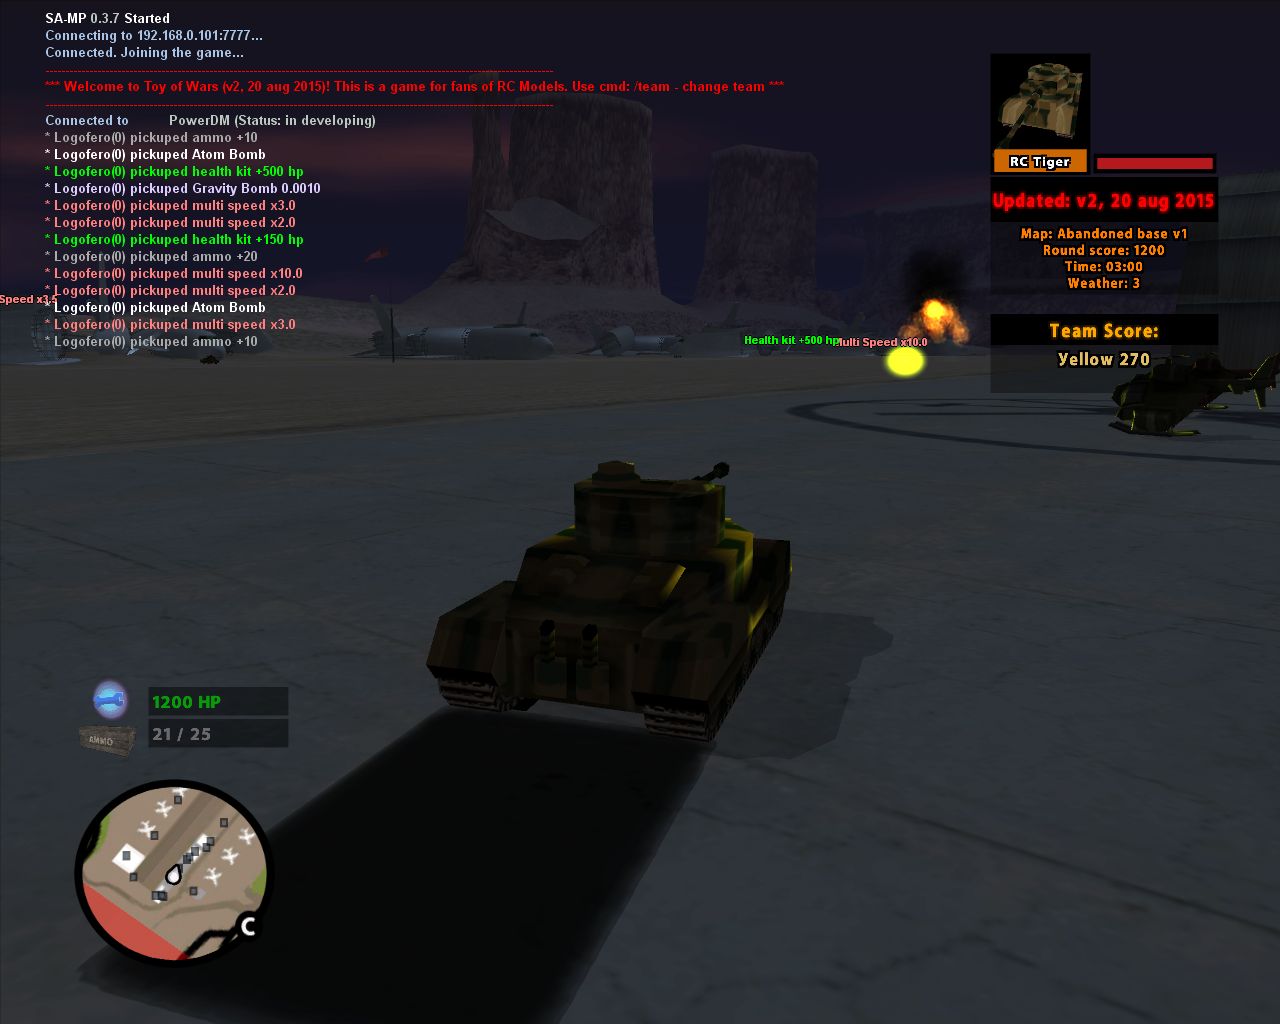 SA-MP 0.3.7 Started
Connecting to 192.168.0.101:7777...
Connected. Joining the game...
*** Welcome to Toy of Wars (v2, 20 aug 2015)! This is a game for fans of RC Models. Use cmd: /team - change team ***
Connected to PowerDM (Status: in developing)
* Logofero(0) pickuped ammo +10
* Logofero(0) pickuped Atom Bomb
* Logofero(0) pickuped health kit +500 hp
* Logofero(0) pickuped Gravity Bomb 0.0010
* Logofero(0) pickuped multi speed x3.0
* Logofero(0) pickuped multi speed x2.0
* Logofero(0) pickuped health kit +150 hp
* Logofero(0) pickuped ammo +20
* Logofero(0) pickuped multi speed x10.0
* Logofero(0) pickuped multi speed x2.0
* Logofero(0) pickuped Atom Bomb
* Logofero(0) pickuped multi speed x3.0
* Logofero(0) pickuped ammo +10
Speed x3.5
RC Tiger
Updated: v2, 20 aug 2015
Map: Abandoned base v1
Round score: 1200
Time: 03:00
Weather: 3
Team Score:
Yellow 270
Health kit +500 hp
Multi Speed x10.0
1200 HP
AMMO
21 / 25
C